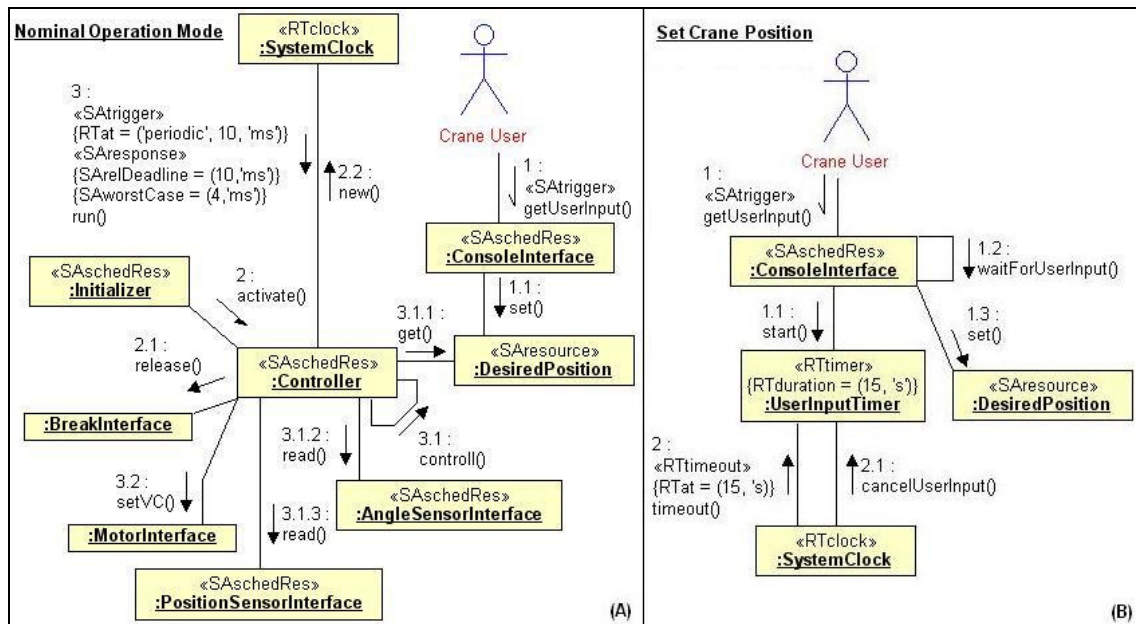 Nominal Operation Mode
«RTclock»
:SystemClock
3 :
«SAtrigger»
{RTat = ('periodic', 10, 'ms')}
«SAresponse»
{SArelDeadline = (10,'ms')}
{SAworstCase = (4,'ms')}
run()
2.2 :
new()
Crane User
1 :
«SAtrigger»
getUserInput()
«SAschedRes»
:ConsoleInterface
1.1 :
set()
«SAresource»
:DesiredPosition
«SAschedRes»
:Initializer
2 :
activate()
3.1.1 :
get()
2.1 :
release()
«SAschedRes»
:Controller
:BreakInterface
3.1 :
controll()
3.1.2 :
read()
3.2 :
setVC()
«SAschedRes»
:AngleSensorInterface
:MotorInterface
3.1.3 :
read()
«SAschedRes»
:PositionSensorInterface
(A)
Set Crane Position
Crane User
1 :
«SAtrigger»
getUserInput()
«SAschedRes»
:ConsoleInterface
1.2 :
waitForUserInput()
1.1 :
start()
1.3 :
set()
«RTtimer»
{RTduration = (15, 's')}
:UserInputTimer
«SAresource»
:DesiredPosition
2 :
«RTtimeout»
{RTat = (15, 's)}
timeout()
2.1 :
cancelUserInput()
«RTclock»
:SystemClock
(B)